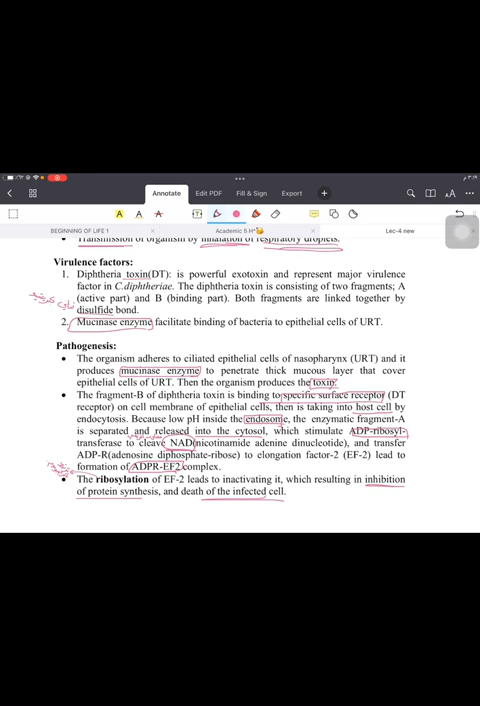 Annotate Edit PDF Fill & Sign Export
BEGINNING OF LIFE 1 Academic 5 Lec-4 new
• Transmission of organism by inhalation of respiratory droplets.
Virulence factors:
1. Diphtheria toxin(DT): is powerful exotoxin and represent major virulence
factor in C.diphtheriae. The diphtheria toxin is consisting of two fragments; A
(active part) and B (binding part). Both fragments are linked together by
disulfide bond.
2. Mucinase enzyme facilitate binding of bacteria to epithelial cells of URT.
Pathogenesis:
• The organism adheres to ciliated epithelial cells of nasopharynx (URT) and it
produces mucinase enzyme to penetrate thick mucous layer that cover
epithelial cells of URT. Then the organism produces the toxin.
• The fragment-B of diphtheria toxin is binding to specific surface receptor (DT
receptor) on cell membrane of epithelial cells, then is taking into host cell by
endocytosis. Because low pH inside the endosome, the enzymatic fragment-A
is separated and released into the cytosol, which stimulate ADP-ribosyl-
transferase to cleave NAD(nicotinamide adenine dinucleotide), and transfer
ADP-R(adenosine diphosphate-ribose) to elongation factor-2 (EF-2) lead to
formation of ADPR-EF2 complex.
• The ribosylation of EF-2 leads to inactivating it, which resulting in inhibition
of protein synthesis, and death of the infected cell.